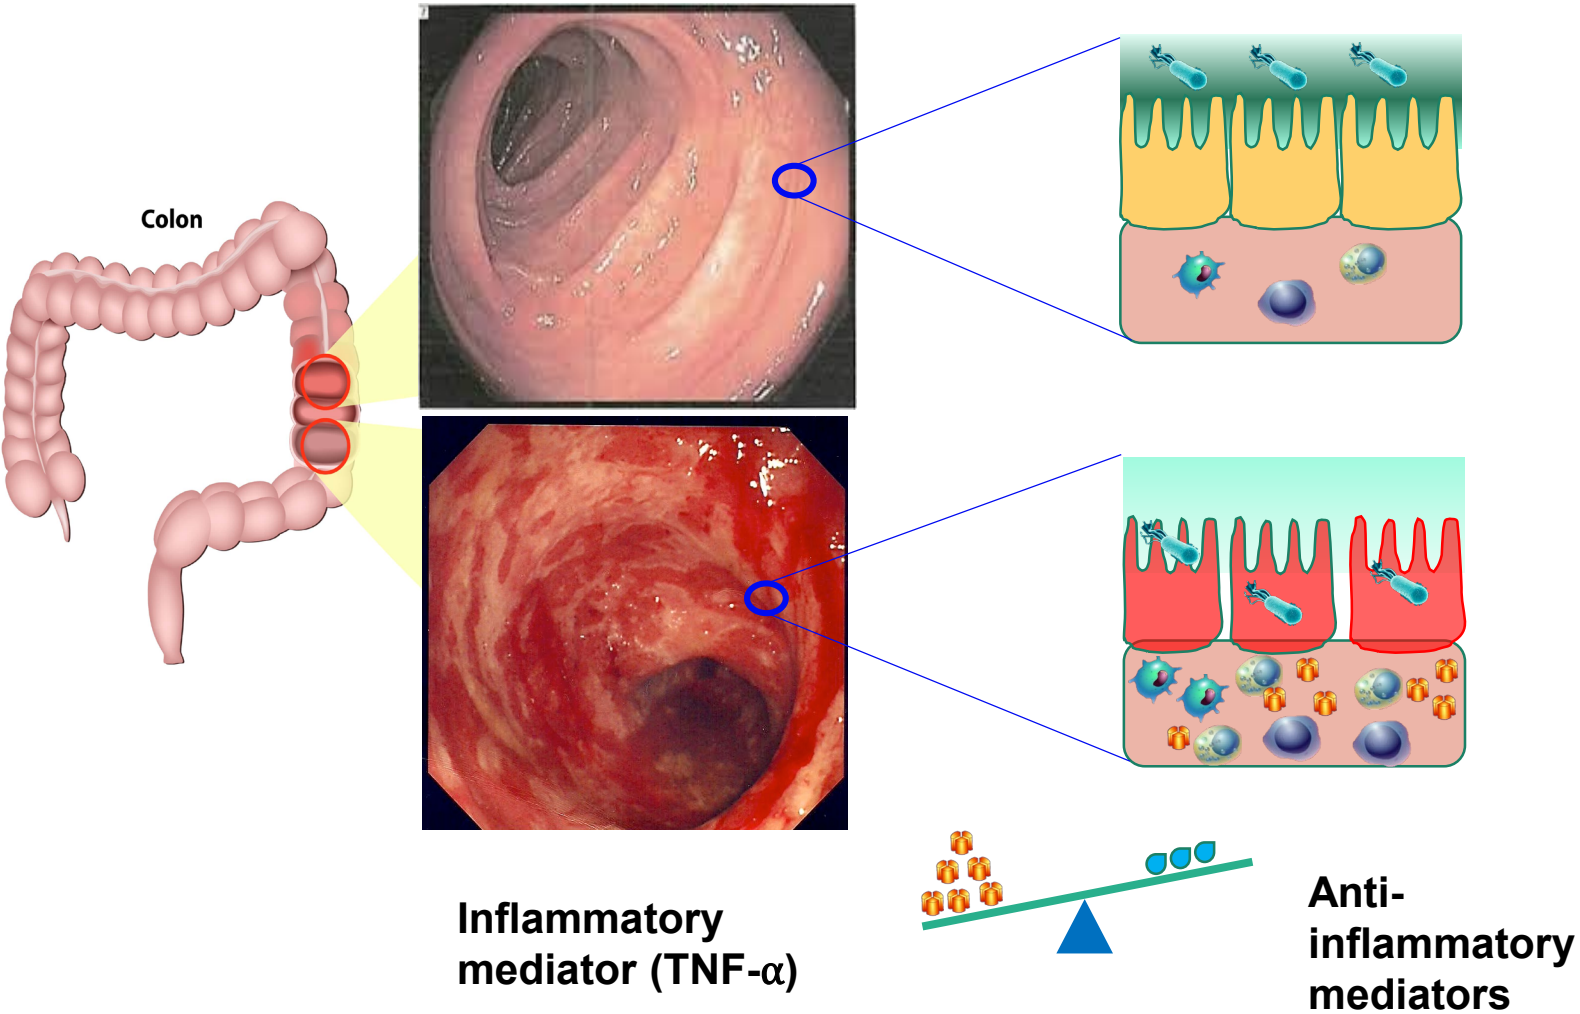 Colon
Inflammatory
mediator (TNF-α)
Anti-
inflammatory
mediators